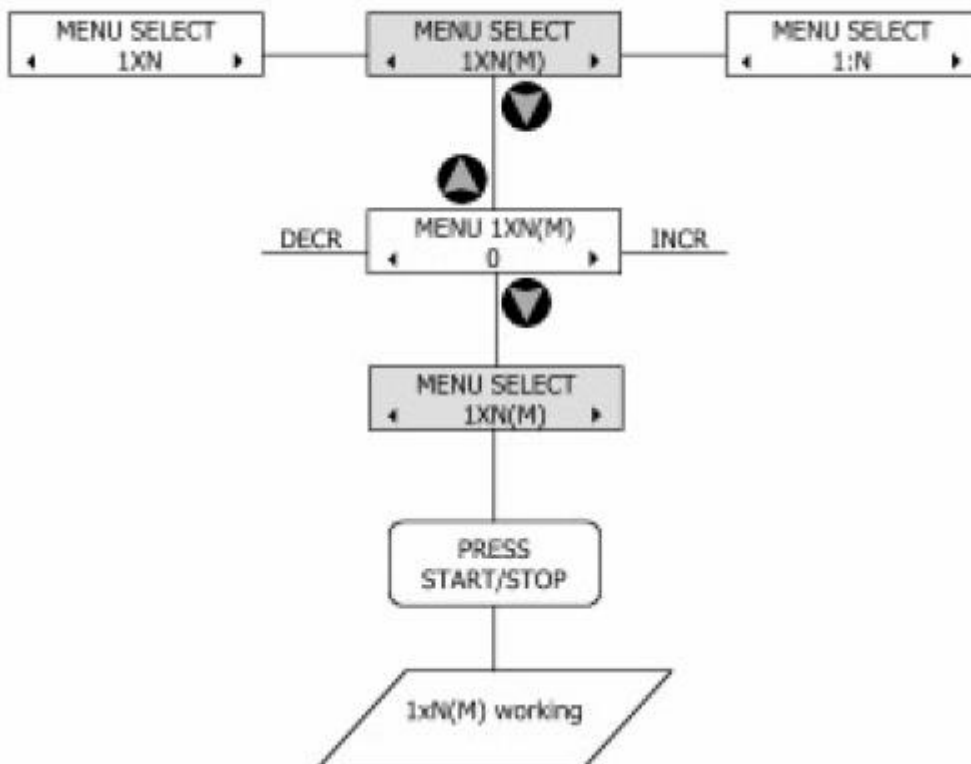 MENU SELECT
1XN
MENU SELECT
1XN(M)
MENU SELECT
1:N
DECR
MENU 1XN(M)
0
INCR
MENU SELECT
1XN(M)
PRESS
START/STOP
1xN(M) working